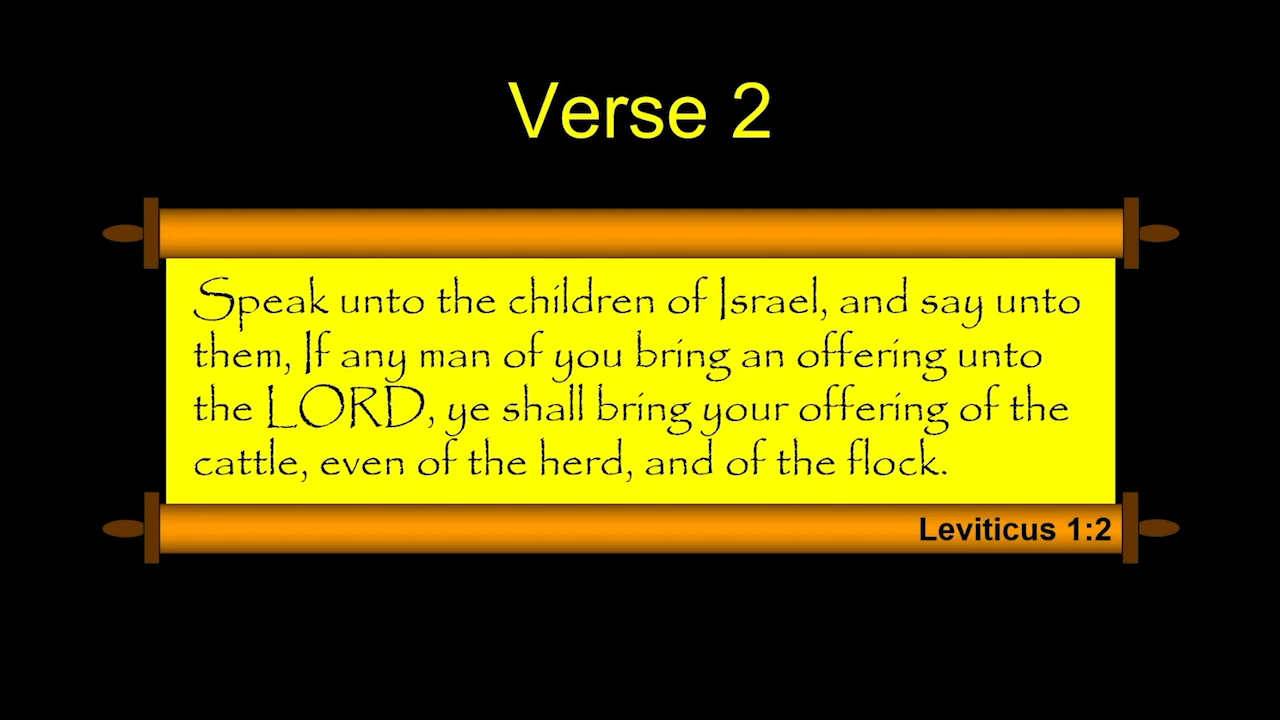 Verse 2
Speak unto the children of Israel, and say unto
them, If any man of you bring an offering unto
the LORD, ye shall bring your offering of the
cattle, even of the herd, and of the flock.
Leviticus 1:2